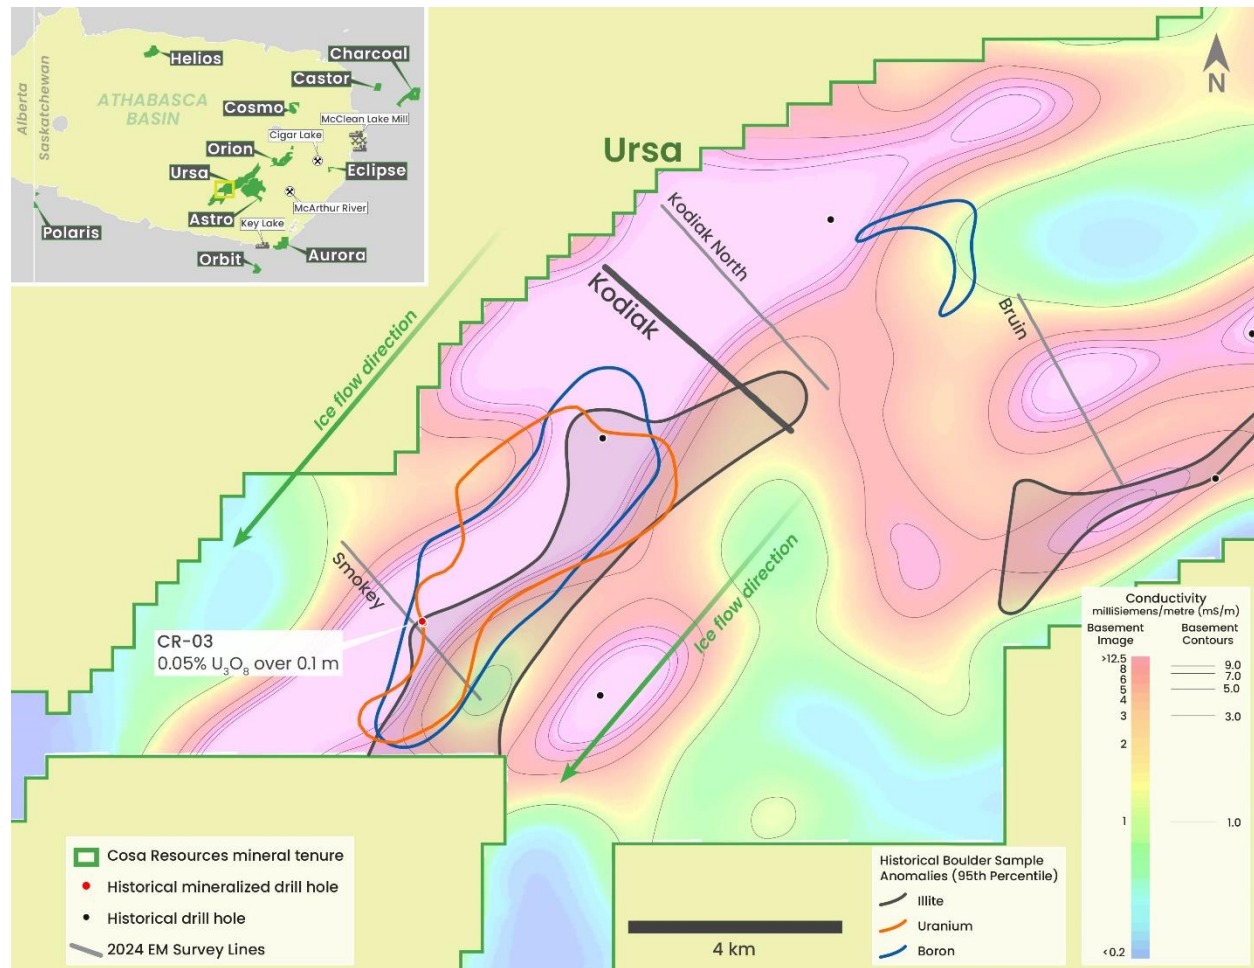 Alberta
Saskatchewan
ATHABASCA
BASIN
Helios
Charcoal
Castor
Cosmo
McClean Lake Mill
Cigar Lake
Orion
Ursa
Eclipse
Astro
McArthur River
Key Lake
Polaris
Orbit
Aurora
N
Ursa
Kodiak North
Kodiak
Bruin
Ice flow direction
Smokey
Ice flow direction
CR-03
0.05% U3O8 over 0.1 m
Conductivity
milliSiemens/metre (mS/m)
Basement Basement
Image Contours
>12.5
8
6
5
4
3
2
1
<0.2
9.0
7.0
5.0
3.0
1.0
Cosa Resources mineral tenure
Historical mineralized drill hole
Historical drill hole
2024 EM Survey Lines
4 km
Historical Boulder Sample
Anomalies (95th Percentile)
Illite
Uranium
Boron